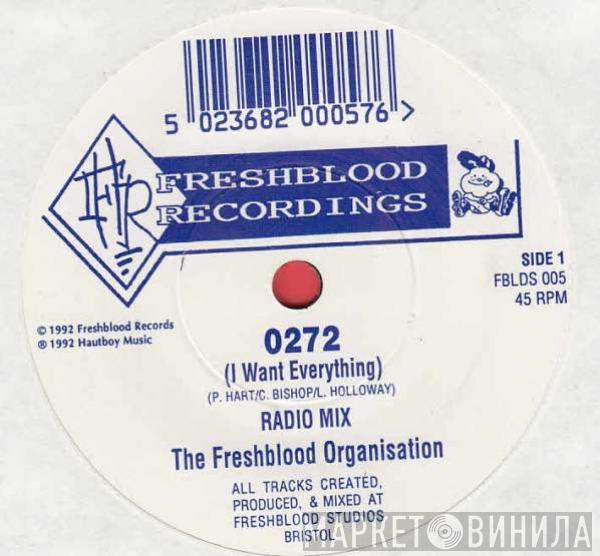 5 023682 000576 >
FRESHBLOOD
RECORDINGS
FR
SIDE 1
FBLDS 005
45 RPM
© 1992 Freshblood Records
℗ 1992 Hautboy Music
0272
(I Want Everything)
(P. HART/C. BISHOP/L. HOLLOWAY)
RADIO MIX
The Freshblood Organisation
ALL TRACKS CREATED,
PRODUCED, & MIXED AT
FRESHBLOOD STUDIOS
BRISTOL
МАРКЕТ ВИНИЛА